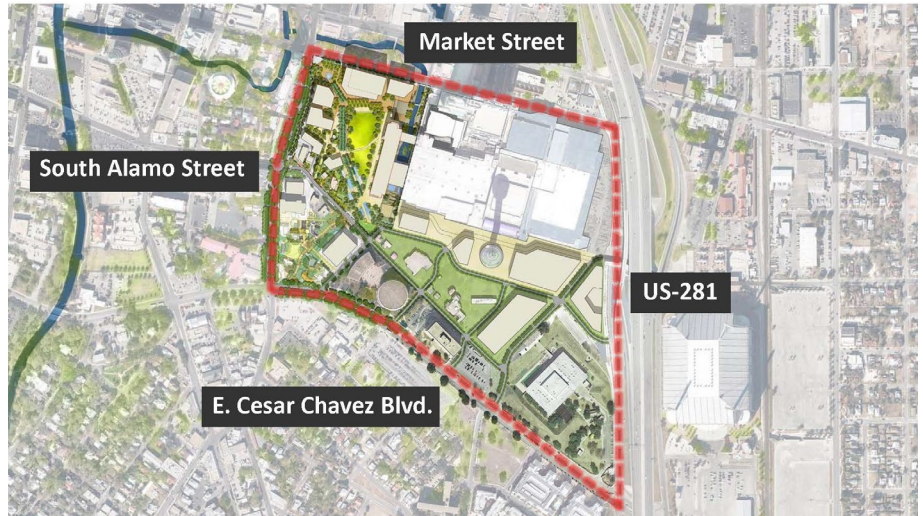 Market Street
South Alamo Street
US-281
E. Cesar Chavez Blvd.